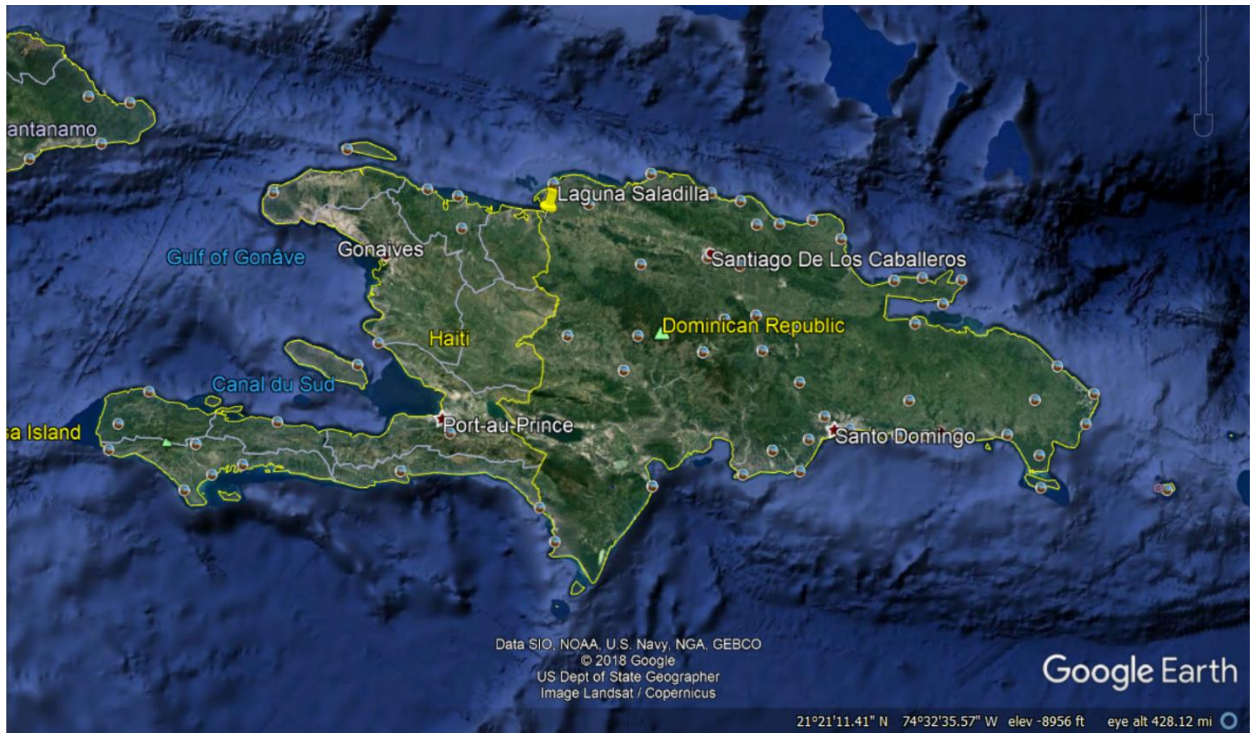 antanamo
Laguna Saladilla
Gonaives
Gulf of Gonâve
Santiago De Los Caballeros
Haiti
Dominican Republic
Canal du Sud
Port-au-Prince
sa Island
Santo Domingo
Data SIO, NOAA, U.S. Navy, NGA, GEBCO
© 2018 Google
US Dept of State Geographer
Image Landsat / Copernicus
Google Earth
21°21'11.41" N 74°32'35.57" W elev -8956 ft eye alt 428.12 mi